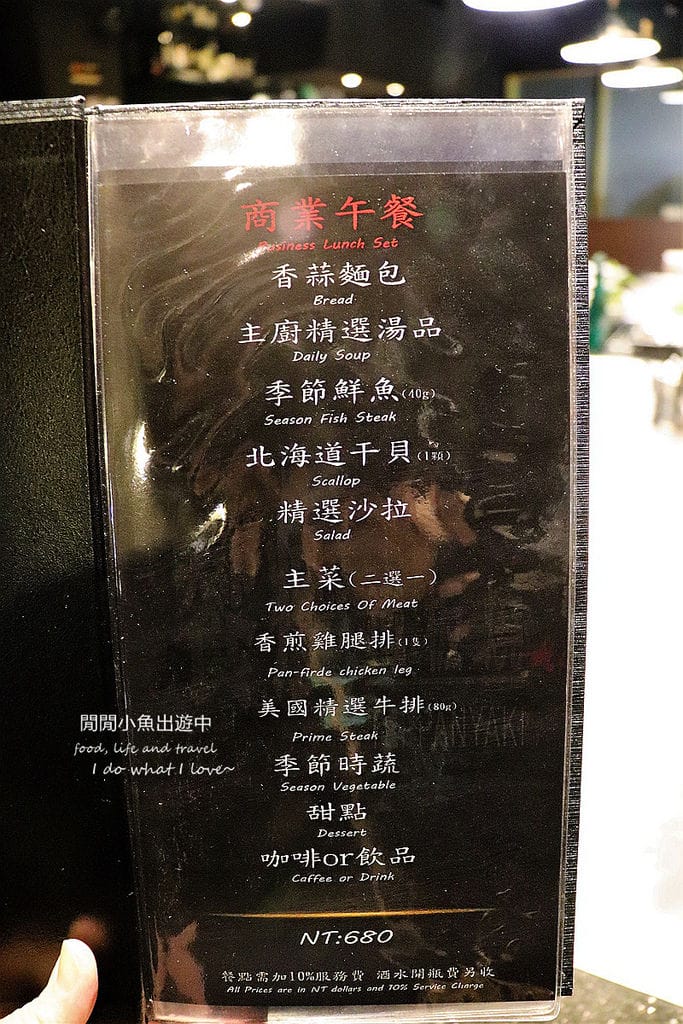 商業午餐
Business Lunch Set
香蒜麵包
Bread
主廚精選湯品
Daily Soup
季節鮮魚(40g)
Season Fish Steak
北海道干貝(1顆)
Scallop
精選沙拉
Salad
主菜(二選一)
Two Choices Of Meat
香煎雞腿排(1隻)
Pan-firde chicken leg
美國精選牛排(80g)
Prime Steak
季節時蔬
Season Vegetable
甜點
Dessert
咖啡or飲品
Caffee or Drink
NT:680
餐點需加10%服務費 酒水開瓶費另收
All Prices are in NT dollars and 10% Service Charge
閒閒小魚出遊中
food, life and travel
I do what I love~